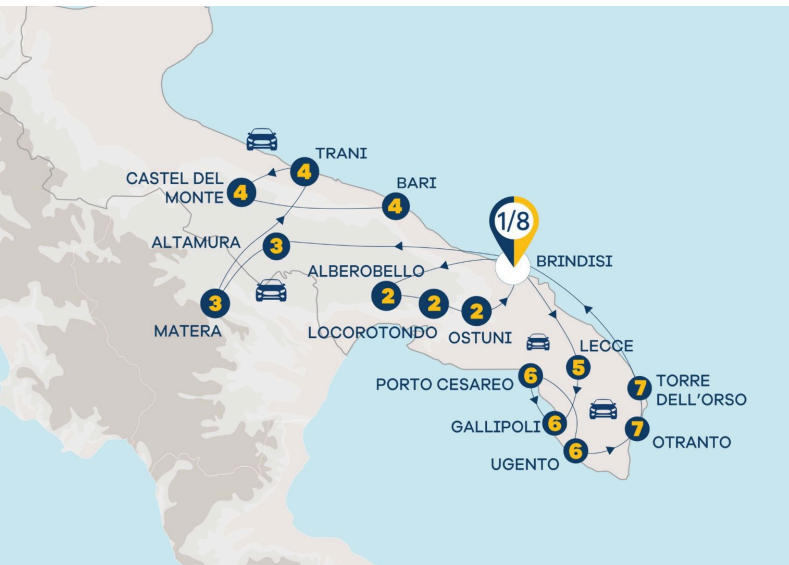 TRANI
4
CASTEL DEL
MONTE
4
BARI
4
1/8
BRINDISI
ALTAMURA
3
ALBEROBELLO
2
3
MATERA
2
LOCOROTONDO
2
OSTUNI
LECCE
5
PORTO CESAREO
6
TORRE
DELL'ORSO
7
GALLIPOLI
6
7
OTRANTO
UGENTO
6